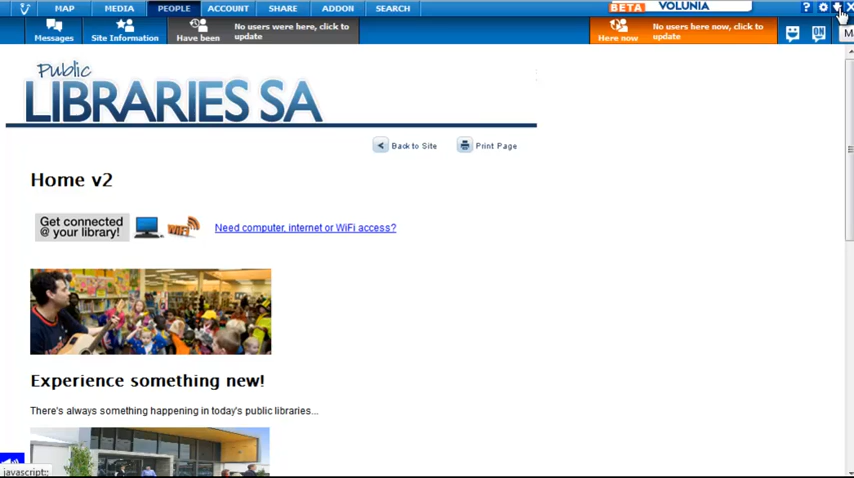 MAP MEDIA PEOPLE ACCOUNT SHARE ADDON SEARCH BETA VOLUNIA ?
Messages Site Information Have been No users were here, click to
update Here now No users here now, click to
update ON
Public
LIBRARIES SA
Back to Site Print Page
Home v2
Get connected
@ your library! WiFi Need computer, internet or WiFi access?
Experience something new!
There's always something happening in today's public libraries...
javascript:;